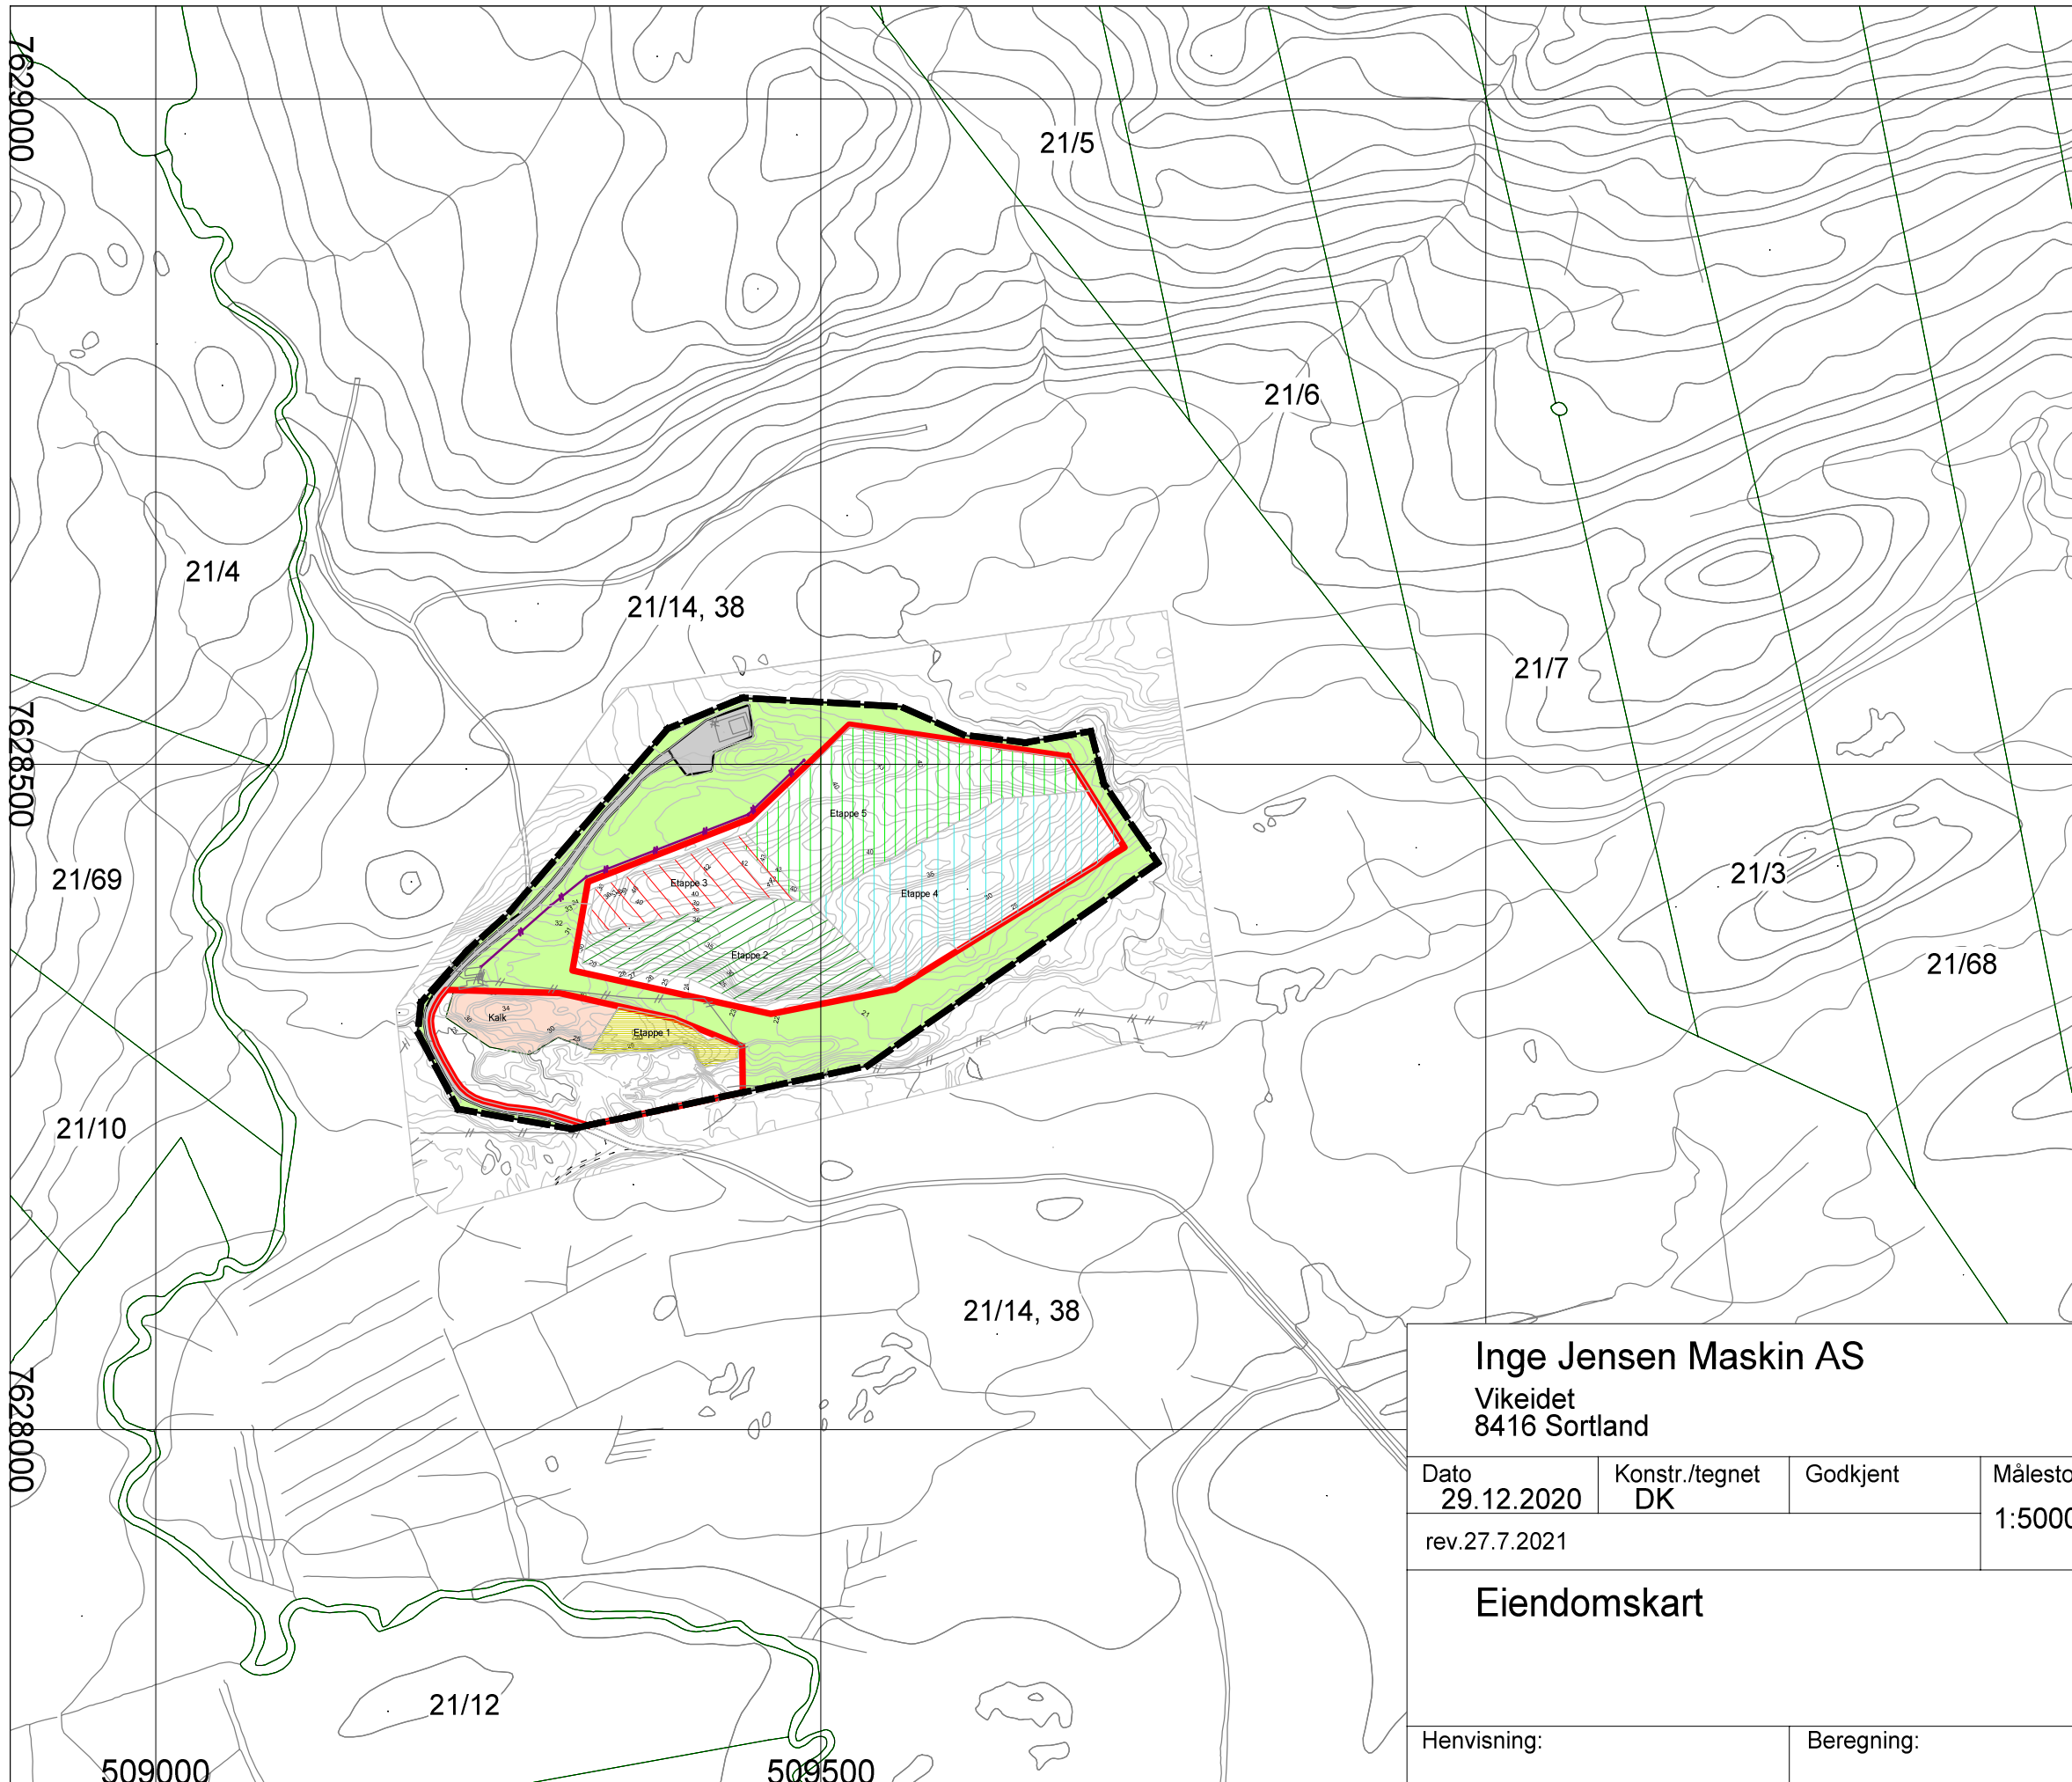 7629000
21/5
21/6
21/4
21/14, 38
21/7
7628500
Etappe 5
21/69
Etappe 3
Etappe 4
21/3
Etappe 2
21/68
Kalk
Etappe 1
21/10
21/14, 38
7628000
21/12
509000
509500
Inge Jensen Maskin AS
Vikeidet
8416 Sortland
Dato
29.12.2020
Konstr./tegnet
DK
Godkjent
Målesto
1:5000
rev.27.7.2021
Eiendomskart
Henvisning:
Beregning: